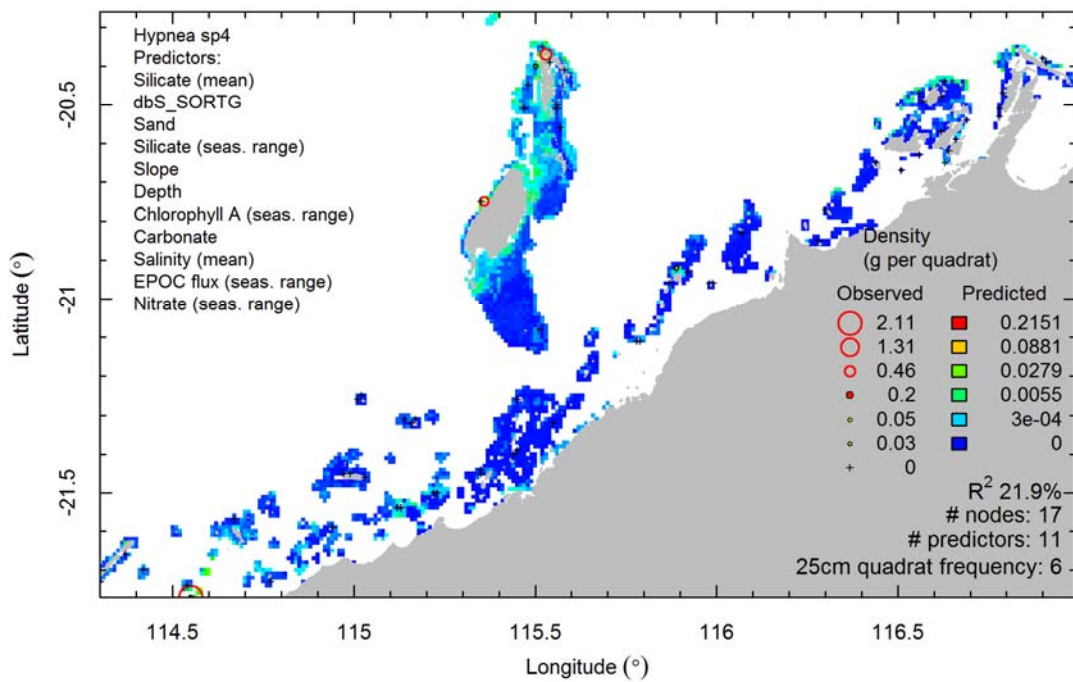 Hypnea sp4
Predictors:
Silicate (mean)
dbS_SORTG
Sand
Silicate (seas. range)
Slope
Depth
Chlorophyll A (seas. range)
Carbonate
Salinity (mean)
EPOC flux (seas. range)
Nitrate (seas. range)
Latitude (°)
-20.5
-21
-21.5
Density
(g per quadrat)
Observed Predicted
2.11 0.2151
1.31 0.0881
0.46 0.0279
0.2 0.0055
0.05 3e-04
0.03 0
0
R² 21.9%
# nodes: 17
# predictors: 11
25cm quadrat frequency: 6
114.5 115 115.5 116 116.5
Longitude (°)